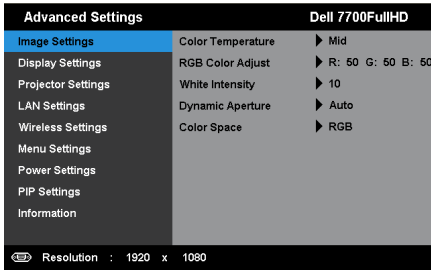 Advanced Settings Dell 7700FullHD
Image Settings Color Temperature Mid
Display Settings RGB Color Adjust R: 50 G: 50 B: 50
Projector Settings White Intensity 10
LAN Settings Dynamic Aperture Auto
Wireless Settings Color Space RGB
Menu Settings
Power Settings
PIP Settings
Information
Resolution : 1920 x 1080